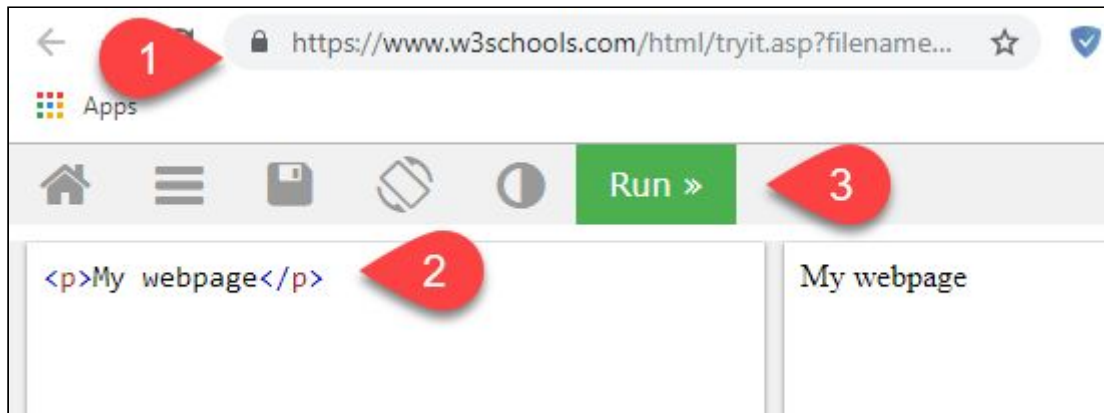 1
https://www.w3schools.com/html/tryit.asp?filename...
Apps
Run »
3
<p>My webpage</p>
2
My webpage